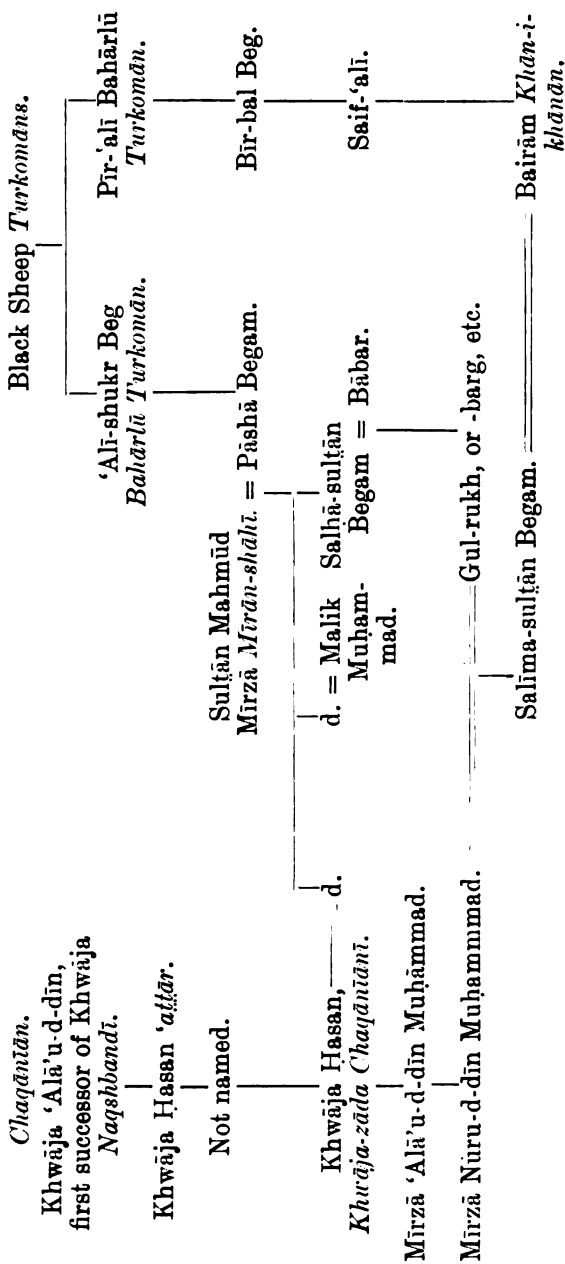 Chaqānīān.
Khwāja ‘Alā’u-d-dīn,
first successor of Khwāja
Naqshbandī.
Khwāja Ḥasan ‘aṭṭār.
Not named.
Khwāja Ḥasan, d.
Khwāja-zāda Chaqānīānī.
Mīrzā ‘Alā’u-d-dīn Muḥāmmad.
Mīrzā Nūru-d-dīn Muḥammmad.
Black Sheep Turkomāns.
‘Alī-shukr Beg
Bahārlū Turkomān.
Pīr-‘alī Bahārlū
Turkomān.
Sulṭān Maḥmūd
Mīrzā Mīrān-shāhī. = Pāshā Begam.
Bīr-bal Beg.
d. = Malik
Muḥam-
mad.
Salḥā-sulṭān
Begam = Bābar.
Saif-‘alī.
Gul-rukh, or -barg, etc.
Salīma-sulṭān Begam.
Bairām Khān-i-
khānān.